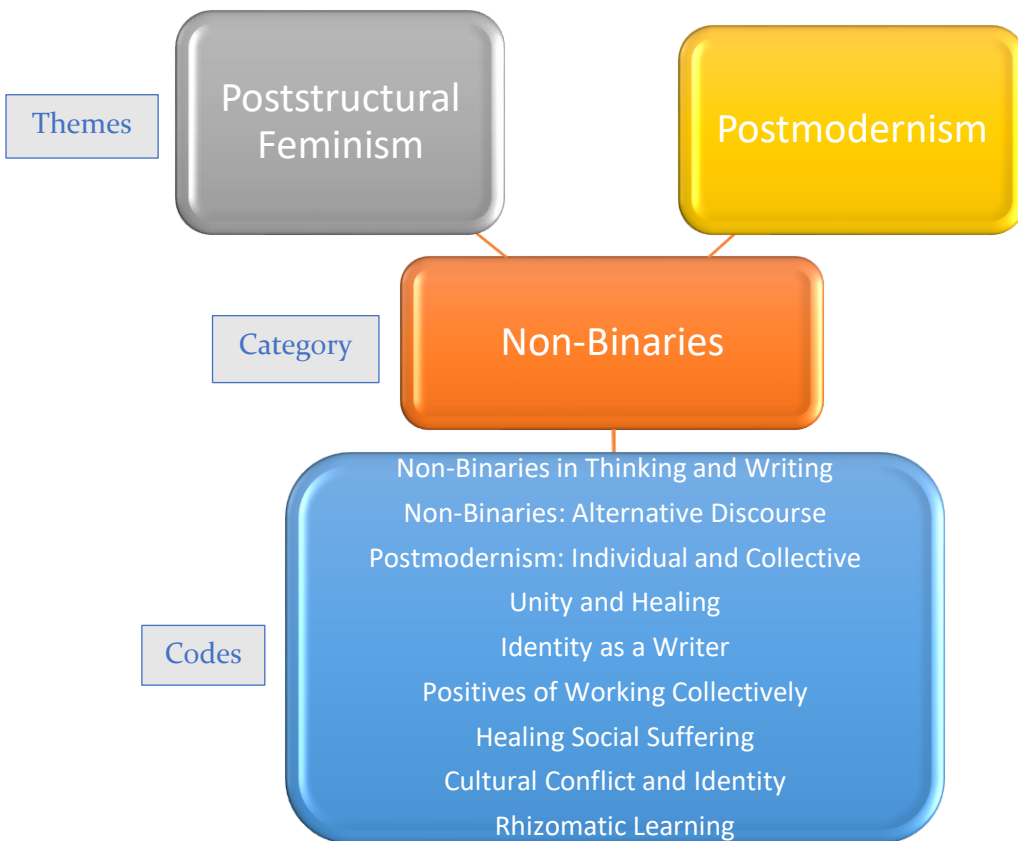 Themes
Poststructural
Feminism
Postmodernism
Category
Non-Binaries
Codes
Non-Binaries in Thinking and Writing
Non-Binaries: Alternative Discourse
Postmodernism: Individual and Collective
Unity and Healing
Identity as a Writer
Positives of Working Collectively
Healing Social Suffering
Cultural Conflict and Identity
Rhizomatic Learning